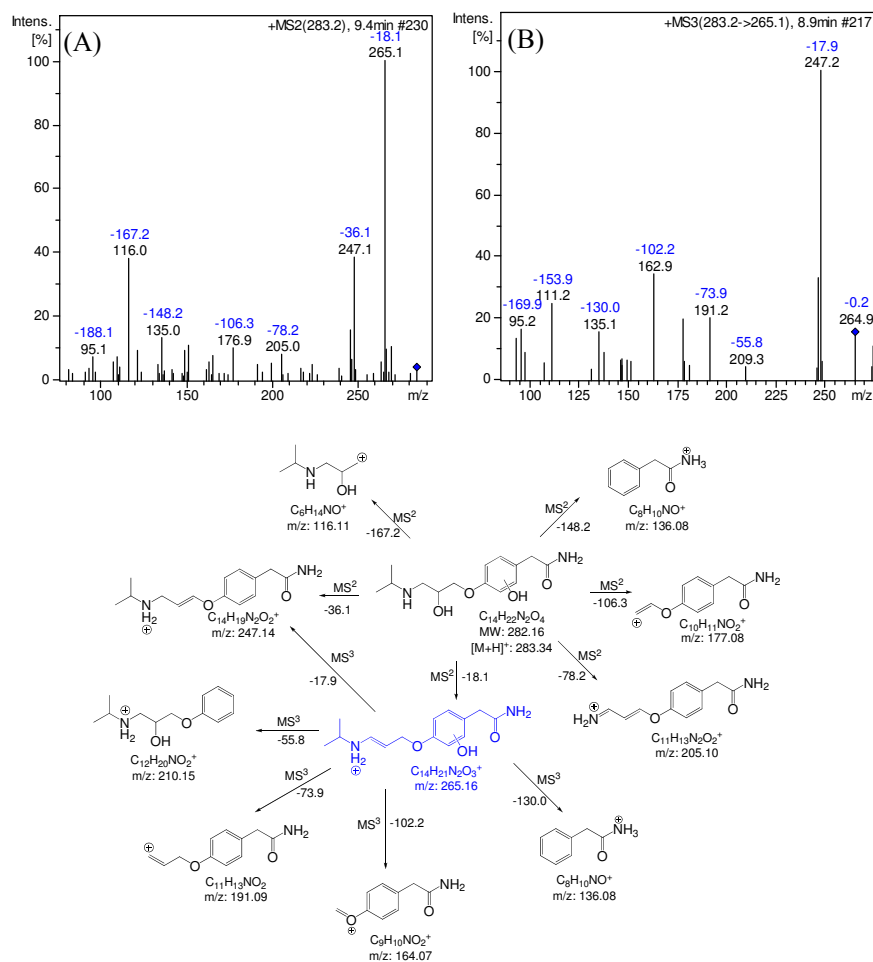 Intens.
[%]
(A)
+MS2(283.2), 9.4min #230
-18.1
265.1
100
80
60
40
20
0
-167.2
116.0
-36.1
247.1
-188.1
95.1
-148.2
135.0
-106.3
176.9
-78.2
205.0
100
150
200
250
m/z
Intens.
[%]
(B)
+MS3(283.2->265.1), 8.9min #217
-17.9
247.2
100
80
60
40
20
0
-169.9
95.2
-153.9
111.2
-130.0
135.1
-102.2
162.9
-73.9
191.2
-55.8
209.3
-0.2
264.9
100
125
150
175
200
225
250
m/z
N
H
OH
⊕
C6H14NO+
m/z: 116.11
MS2
-167.2
MS2
-148.2
⊕
NH3
O
C8H10NO+
m/z: 136.08
NH2
O
O
N
H2
⊕
C14H19N2O2+
m/z: 247.14
MS2
-36.1
NH2
O
O
OH
N
H
OH
C14H22N2O4
MW: 282.16
[M+H]+: 283.34
MS2
-106.3
NH2
O
O
⊕
C10H11NO2+
m/z: 177.08
MS2
-78.2
⊕
NH2
O
NH2
O
C11H13N2O2+
m/z: 205.10
MS3
-17.9
MS2
-18.1
⊕
N
H2
OH
O
C12H20NO2+
m/z: 210.15
MS3
-55.8
NH2
O
O
OH
N
H2
⊕
C14H21N2O3+
m/z: 265.16
MS3
-73.9
MS3
-102.2
MS3
-130.0
⊕
O
NH2
O
C11H13NO2
m/z: 191.09
NH2
O
O
⊕
C9H10NO2+
m/z: 164.07
⊕
NH3
O
C8H10NO+
m/z: 136.08